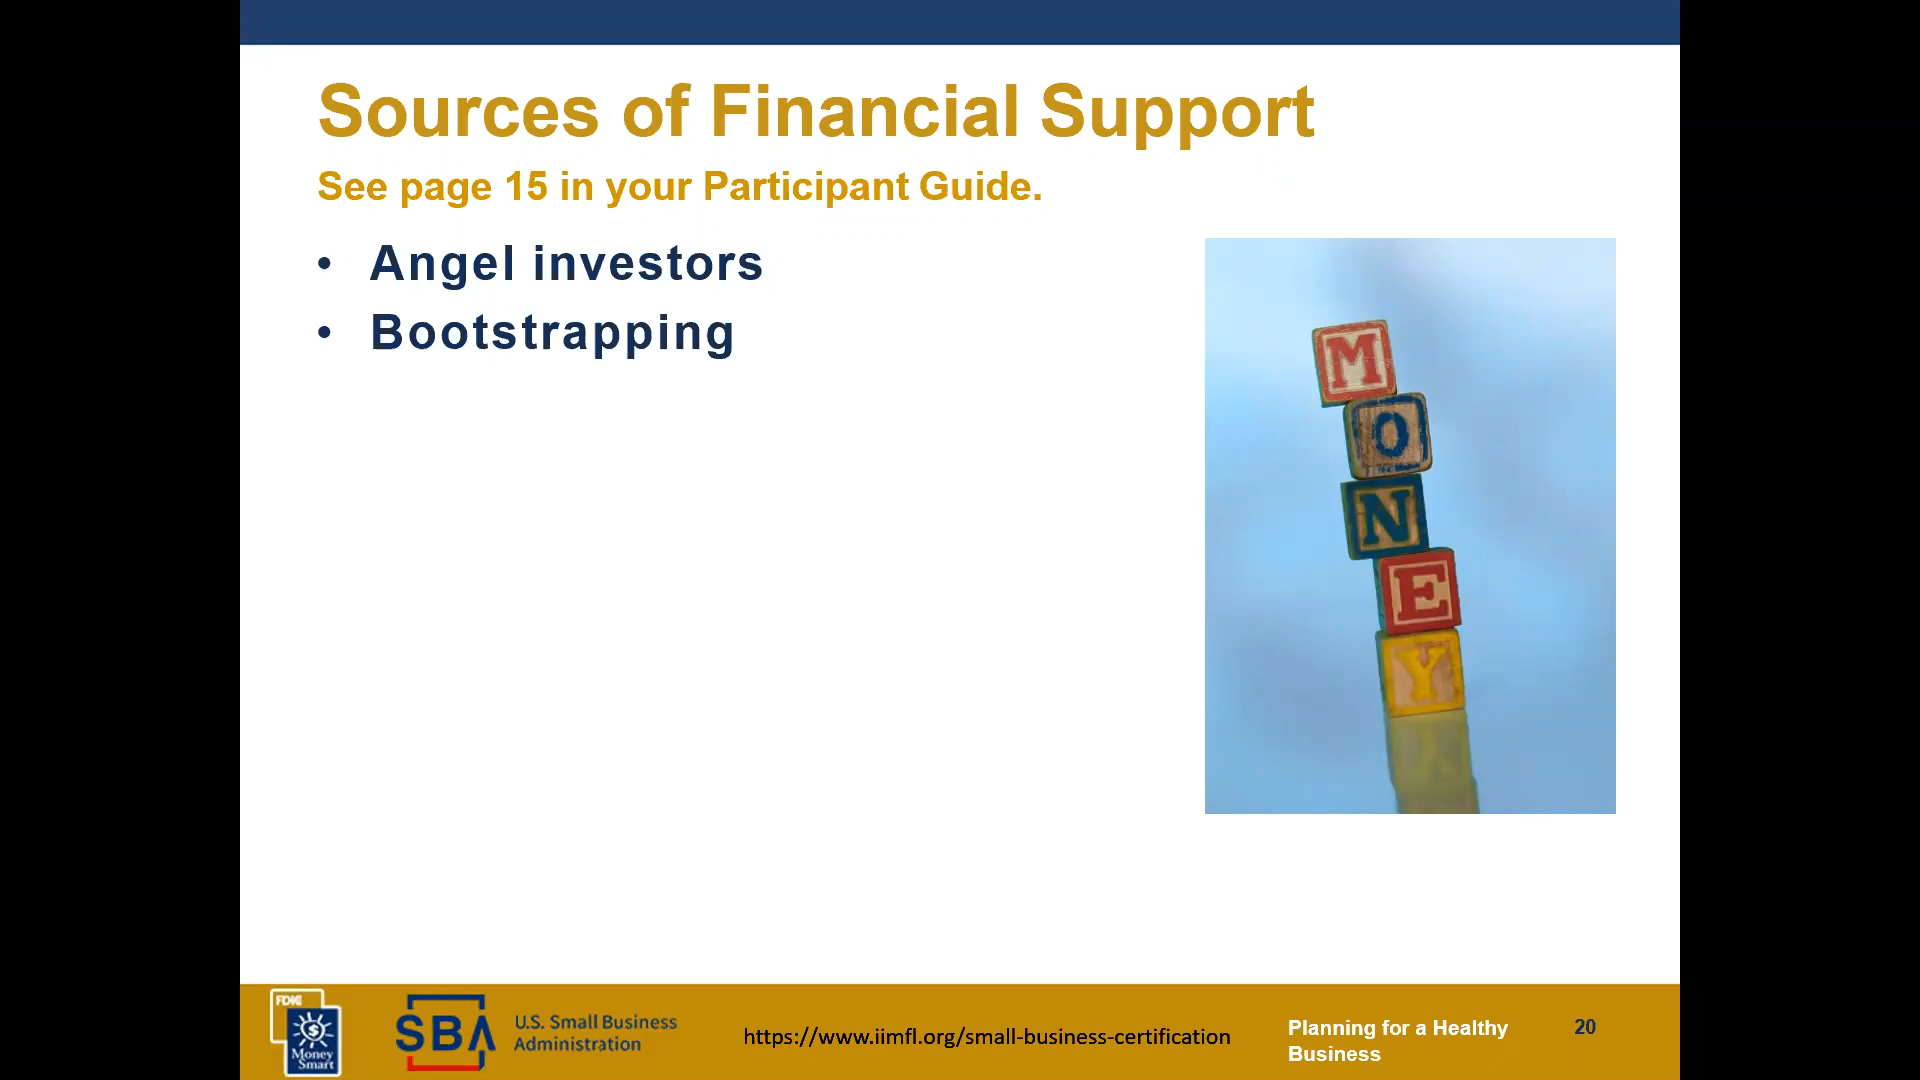 Sources of Financial Support
See page 15 in your Participant Guide.
• Angel investors
• Bootstrapping
M
O
N
E
Y
FDIC
Money
Smart
SBA
U.S. Small Business
Administration
https://www.iimfl.org/small-business-certification
Planning for a Healthy
Business
20